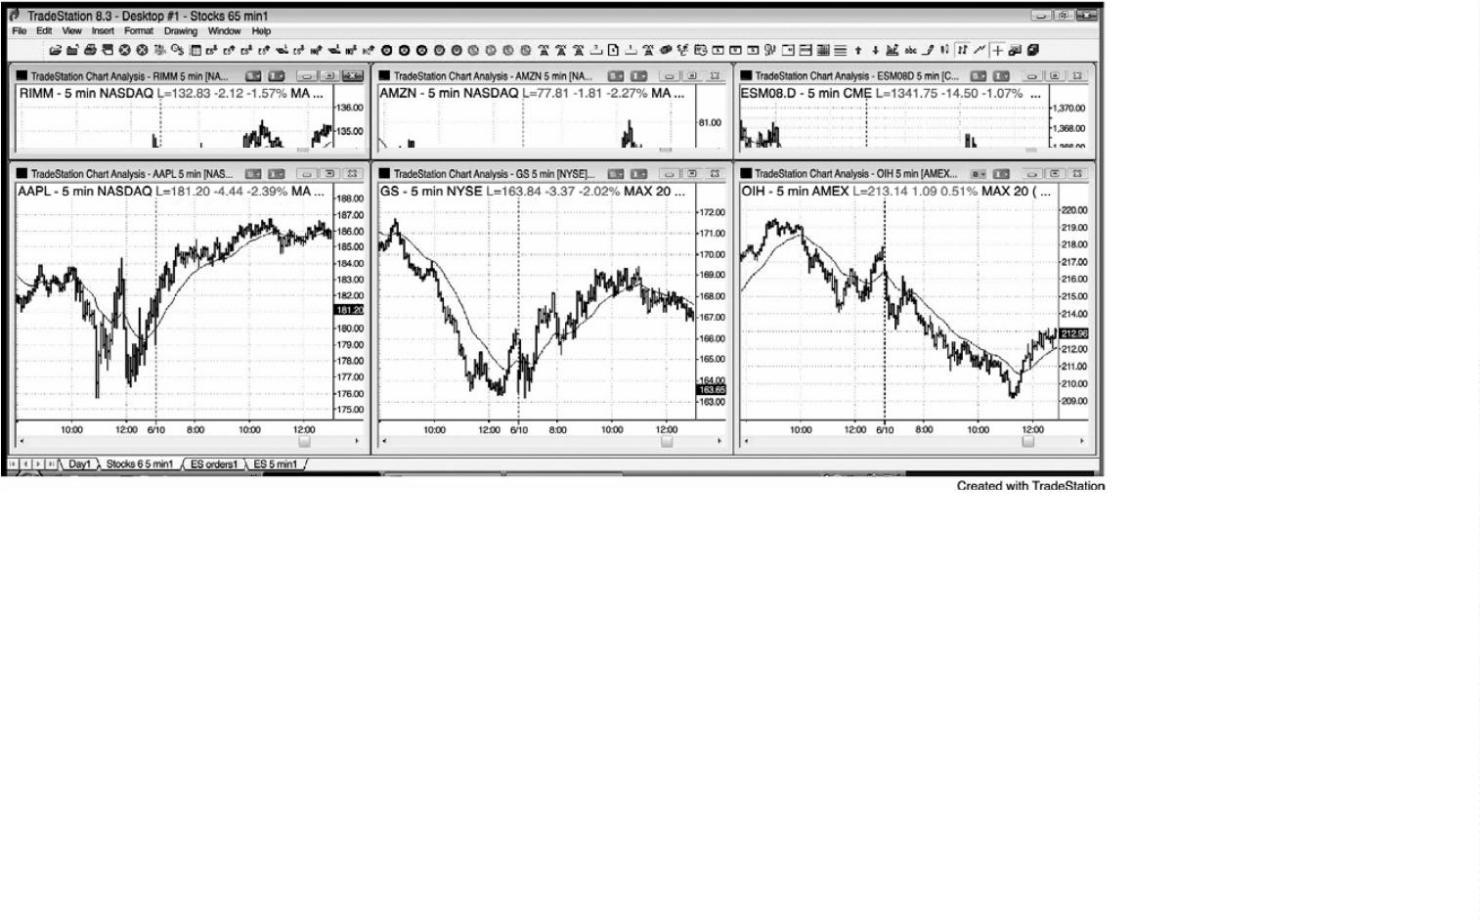 TradeStation 8.3 - Desktop #1 - Stocks 65 min1
File Edit View Insert Format Drawing Window Help
TradeStation Chart Analysis - RIMM 5 min [NA...
RIMM - 5 min NASDAQ L=132.83 -2.12 -1.57% MA ...
136.00
135.00
TradeStation Chart Analysis - AMZN 5 min [NA...
AMZN - 5 min NASDAQ L=77.81 -1.81 -2.27% MA ...
81.00
TradeStation Chart Analysis - ESM08D 5 min [C...
ESM08.D - 5 min CME L=1341.75 -14.50 -1.07% ...
1,370.00
1,368.00
TradeStation Chart Analysis - AAPL 5 min [NAS...
AAPL - 5 min NASDAQ L=181.20 -4.44 -2.39% MA ...
188.00
187.00
186.00
185.00
183.00
182.00
181.20
180.00
179.00
178.00
177.00
176.00
175.00
10:00 12:00 6/10 8:00 10:00 12:00
TradeStation Chart Analysis - GS 5 min [NYSE]...
GS - 5 min NYSE L=163.84 -3.37 -2.02% MAX 20 ...
172.00
171.00
170.00
169.00
168.00
167.00
166.00
165.00
164.00
163.65
163.00
10:00 12:00 6/10 8:00 10:00 12:00
TradeStation Chart Analysis - OIH 5 min [AMEX...
OIH - 5 min AMEX L=213.14 1.09 0.51% MAX 20 ( ...
220.00
219.00
218.00
217.00
216.00
215.00
214.00
212.96
212.00
211.00
210.00
209.00
10:00 12:00 6/10 8:00 10:00 12:00
Day1 Stocks 6 5 min1 ES orders1 ES 5 min1
Created with TradeStation